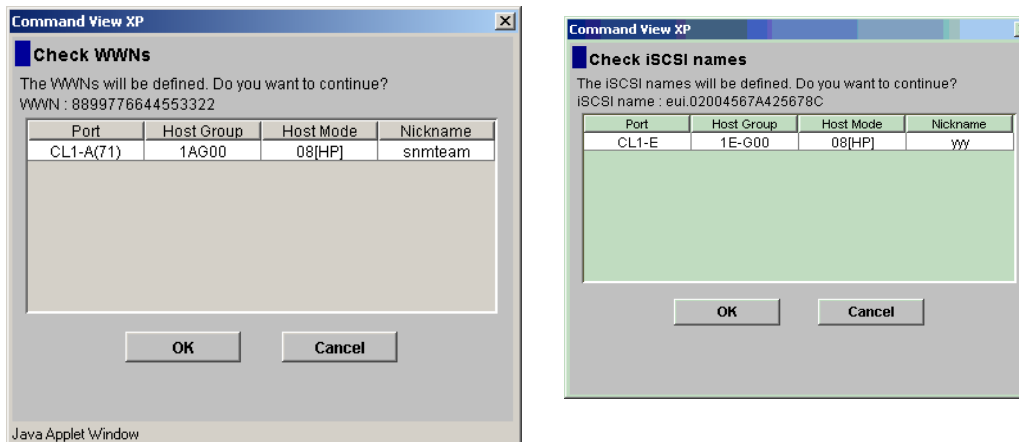 Command View XP
Check WWNs
The WWNs will be defined. Do you want to continue?
WWN : 8899776644553322
Port Host Group Host Mode Nickname
CL1-A(71) 1AG00 08[HP] snmteam
OK Cancel
Java Applet Window
Command View XP
Check iSCSI names
The iSCSI names will be defined. Do you want to continue?
iSCSI name : eui.02004567A425678C
Port Host Group Host Mode Nickname
CL1-E 1E-G00 08[HP] yyy
OK Cancel